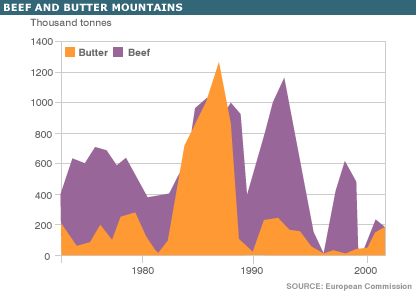 BEEF AND BUTTER MOUNTAINS
Thousand tonnes
1400
Butter Beef
1200
1000
800
600
400
200
0
1980 1990 2000
SOURCE: European Commission